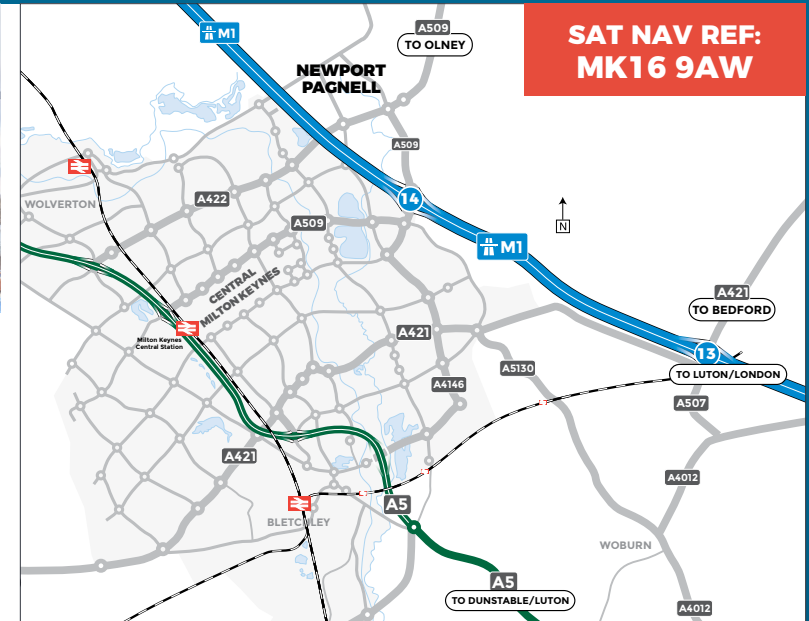 M1
A509
TO OLNEY
SAT NAV REF:
MK16 9AW
NEWPORT
PAGNELL
A509
WOLVERTON
A422
14
A509
M1
N
CENTRAL
MILTON KEYNES
A421
TO BEDFORD
Milton Keynes
Central Station
A421
13
A5130
TO LUTON/LONDON
A4146
A507
A421
A4012
A5
BLETCHLEY
WOBURN
A5
TO DUNSTABLE/LUTON
A4012